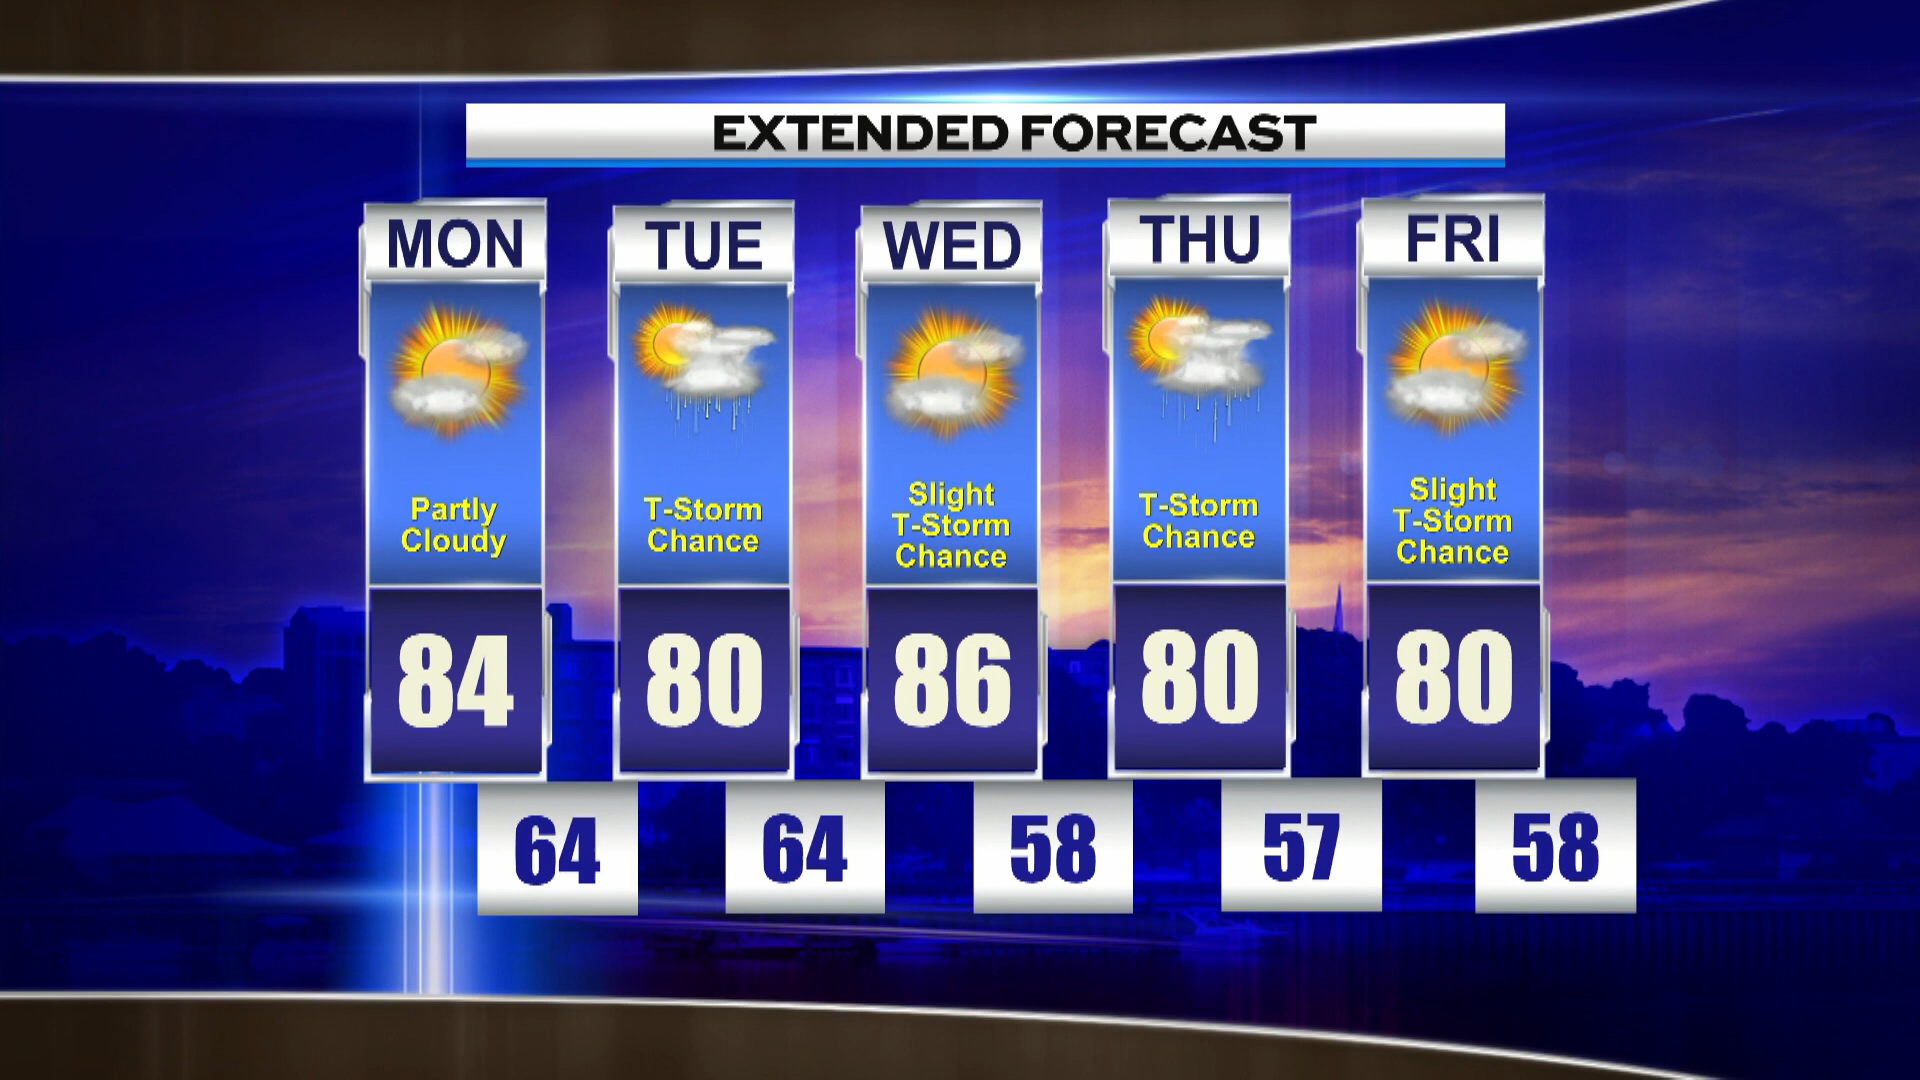 EXTENDED FORECAST
MON
TUE
WED
THU
FRI
Partly
Cloudy
T-Storm
Chance
Slight
T-Storm
Chance
T-Storm
Chance
Slight
T-Storm
Chance
84
80
86
80
80
64
64
58
57
58